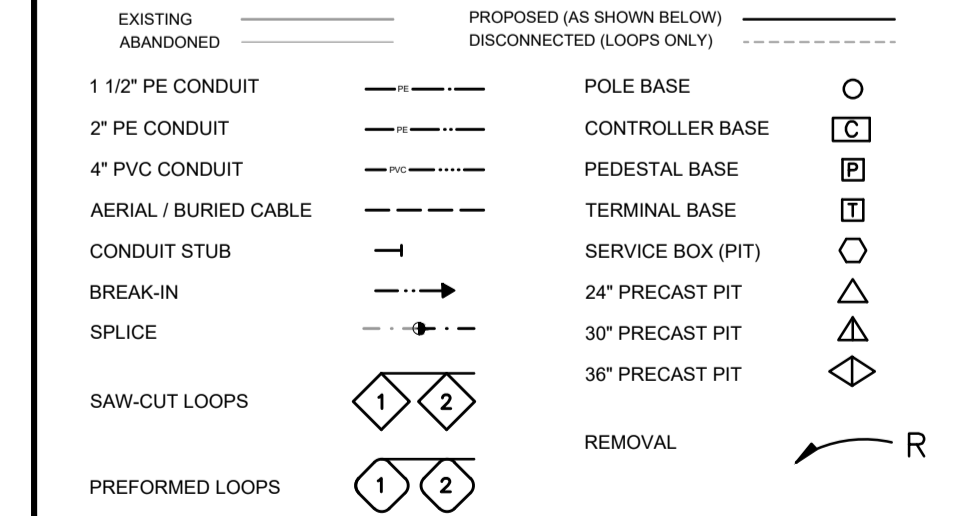 EXISTING
ABANDONED
PROPOSED (AS SHOWN BELOW)
DISCONNECTED (LOOPS ONLY)
1 1/2" PE CONDUIT PE
2" PE CONDUIT PE
4" PVC CONDUIT PVC
AERIAL / BURIED CABLE
CONDUIT STUB
BREAK-IN
SPLICE
SAW-CUT LOOPS 1 2
PREFORMED LOOPS 1 2
POLE BASE
CONTROLLER BASE C
PEDESTAL BASE P
TERMINAL BASE T
SERVICE BOX (PIT)
24" PRECAST PIT
30" PRECAST PIT
36" PRECAST PIT
REMOVAL R